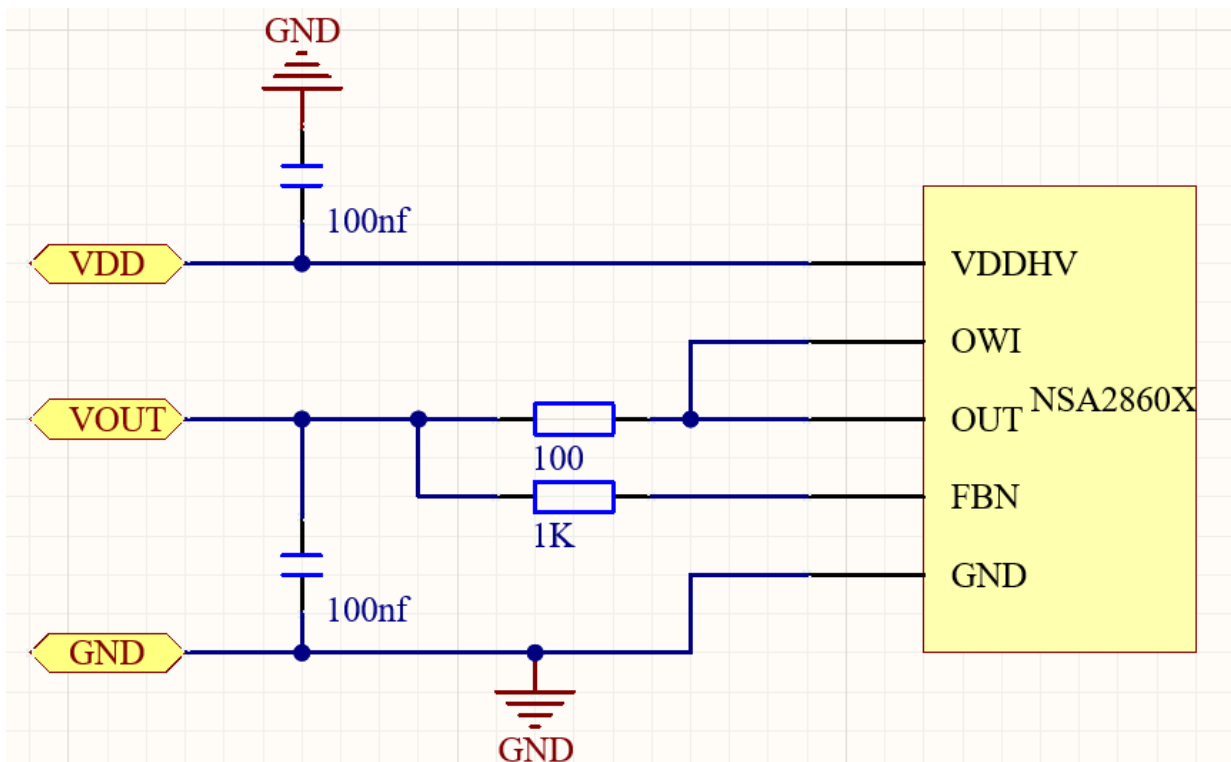 GND
100nf
VDD
VDDHV
OWI
VOUT
OUT
NSA2860X
100
FBN
1K
GND
100nf
GND
GND